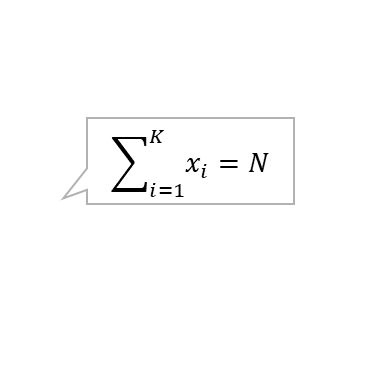 ∑_{i=1}^{K} x_i = N